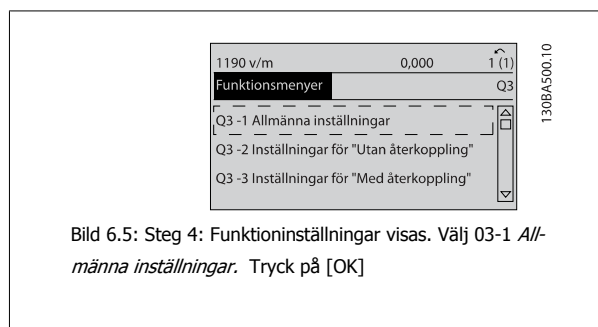 1190 v/m 0,000 1 (1)
Funktionsmenyer Q3
Q3 -1 Allmänna inställningar
Q3 -2 Inställningar för "Utan återkoppling"
Q3 -3 Inställningar för "Med återkoppling"
130BA500.10
Bild 6.5: Steg 4: Funktioninställningar visas. Välj 03-1 All-
männa inställningar. Tryck på [OK]